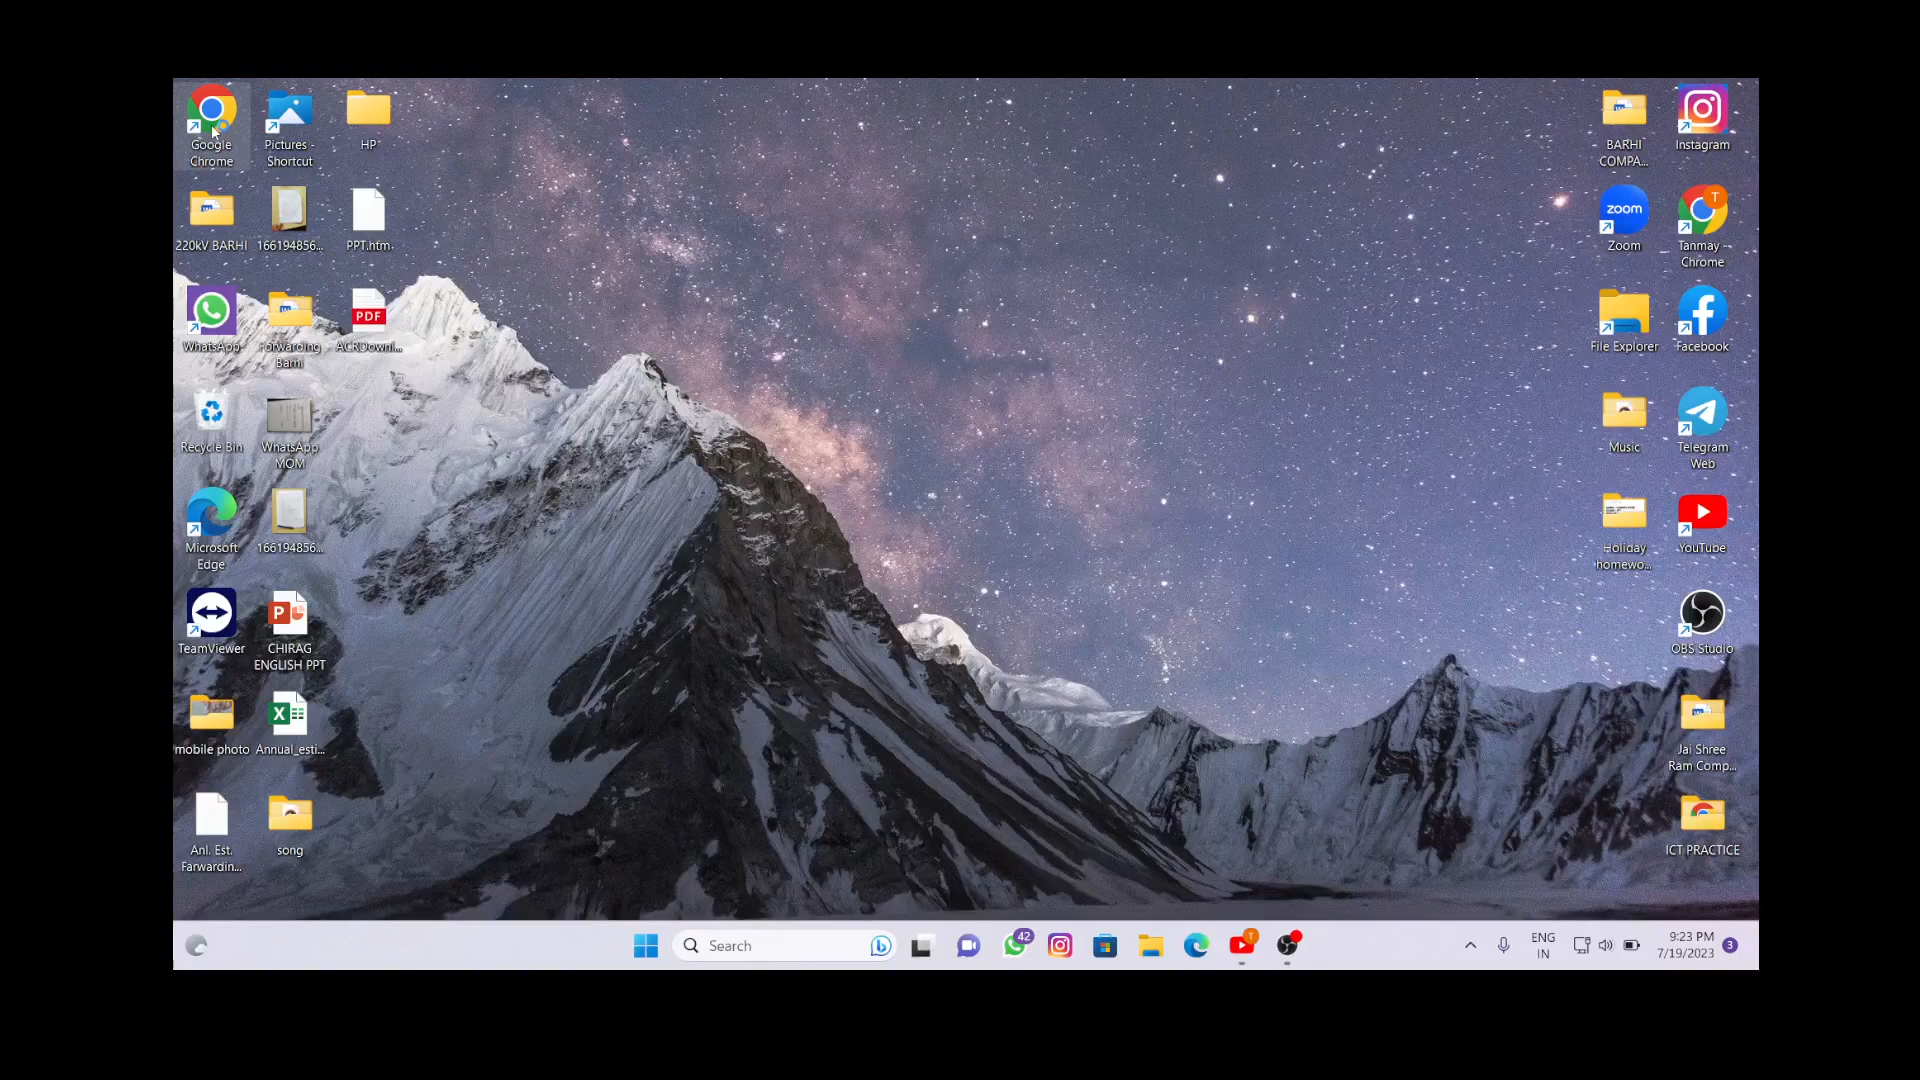 Google
Chrome
Pictures -
Shortcut
HP
220kV BARHI
166194856...
PPT.htm
WhatsApp
Forwarding
Barhi
PDF
ACRDownl...
Recycle Bin
WhatsApp
MOM
Microsoft
Edge
166194856...
TeamViewer
P
CHIRAG
ENGLISH PPT
mobile photo
X
Annual_esti...
Anl. Est.
Farwardin...
song
BARHI
COMPA...
Instagram
zoom
Zoom
T
Tanmay -
Chrome
File Explorer
Facebook
Music
Telegram
Web
Holiday
homewo...
YouTube
OBS Studio
Jai Shree
Ram Comp...
ICT PRACTICE
Search
42
T
ENG
IN
9:23 PM
7/19/2023
3